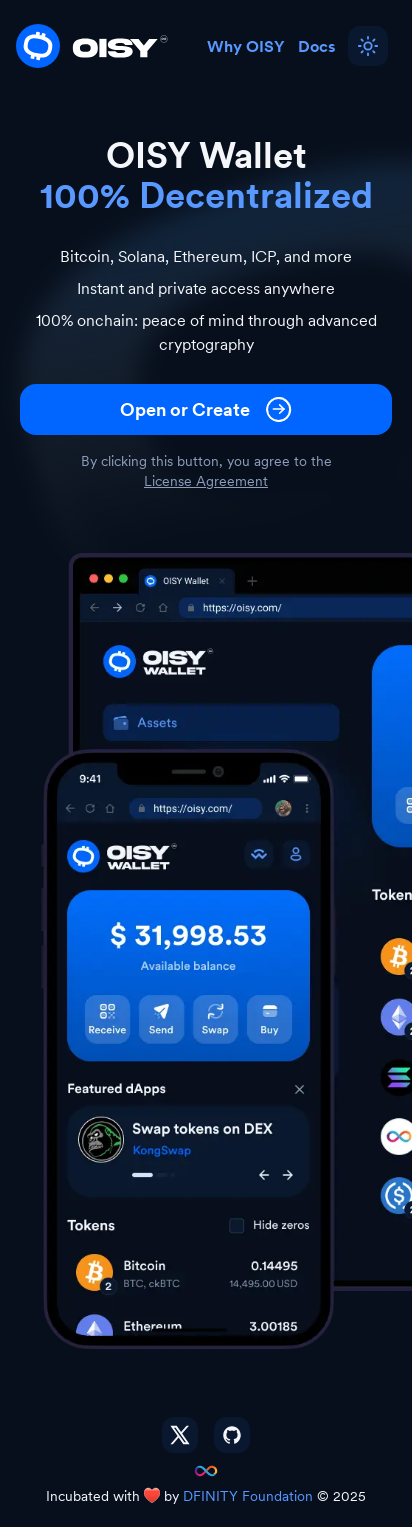 OISY
Why OISY Docs
OISY Wallet
100% Decentralized
Bitcoin, Solana, Ethereum, ICP, and more
Instant and private access anywhere
100% onchain: peace of mind through advanced
cryptography
Open or Create
By clicking this button, you agree to the
License Agreement
OISY Wallet
https://oisy.com/
OISY
WALLET
Assets
9:41
https://oisy.com/
OISY
WALLET
$ 31,998.53
Available balance
Receive Send Swap Buy
Featured dApps
Swap tokens on DEX
KongSwap
Tokens Hide zeros
Bitcoin 0.14495
2 BTC, ckBTC 14,495.00 USD
Ethereum 3.00185
Token
Incubated with ❤️ by DFINITY Foundation © 2025